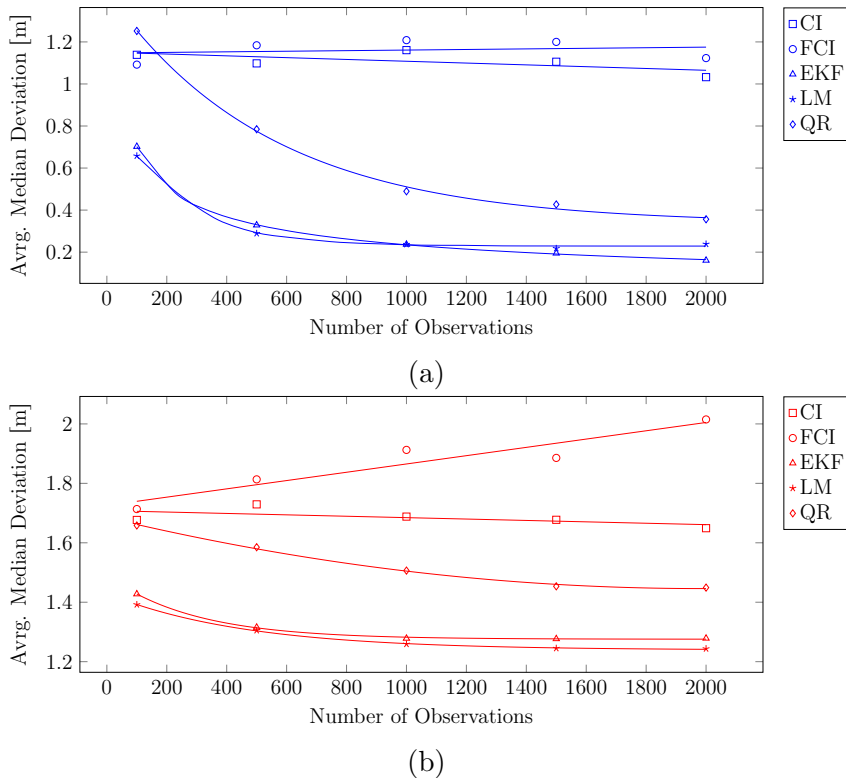 1.2
1
0.8
0.6
0.4
0.2
Avrg. Median Deviation [m]
0 200 400 600 800 1000 1200 1400 1600 1800 2000
Number of Observations
CI
FCI
EKF
LM
QR
(a)
2
1.8
1.6
1.4
1.2
Avrg. Median Deviation [m]
0 200 400 600 800 1000 1200 1400 1600 1800 2000
Number of Observations
CI
FCI
EKF
LM
QR
(b)